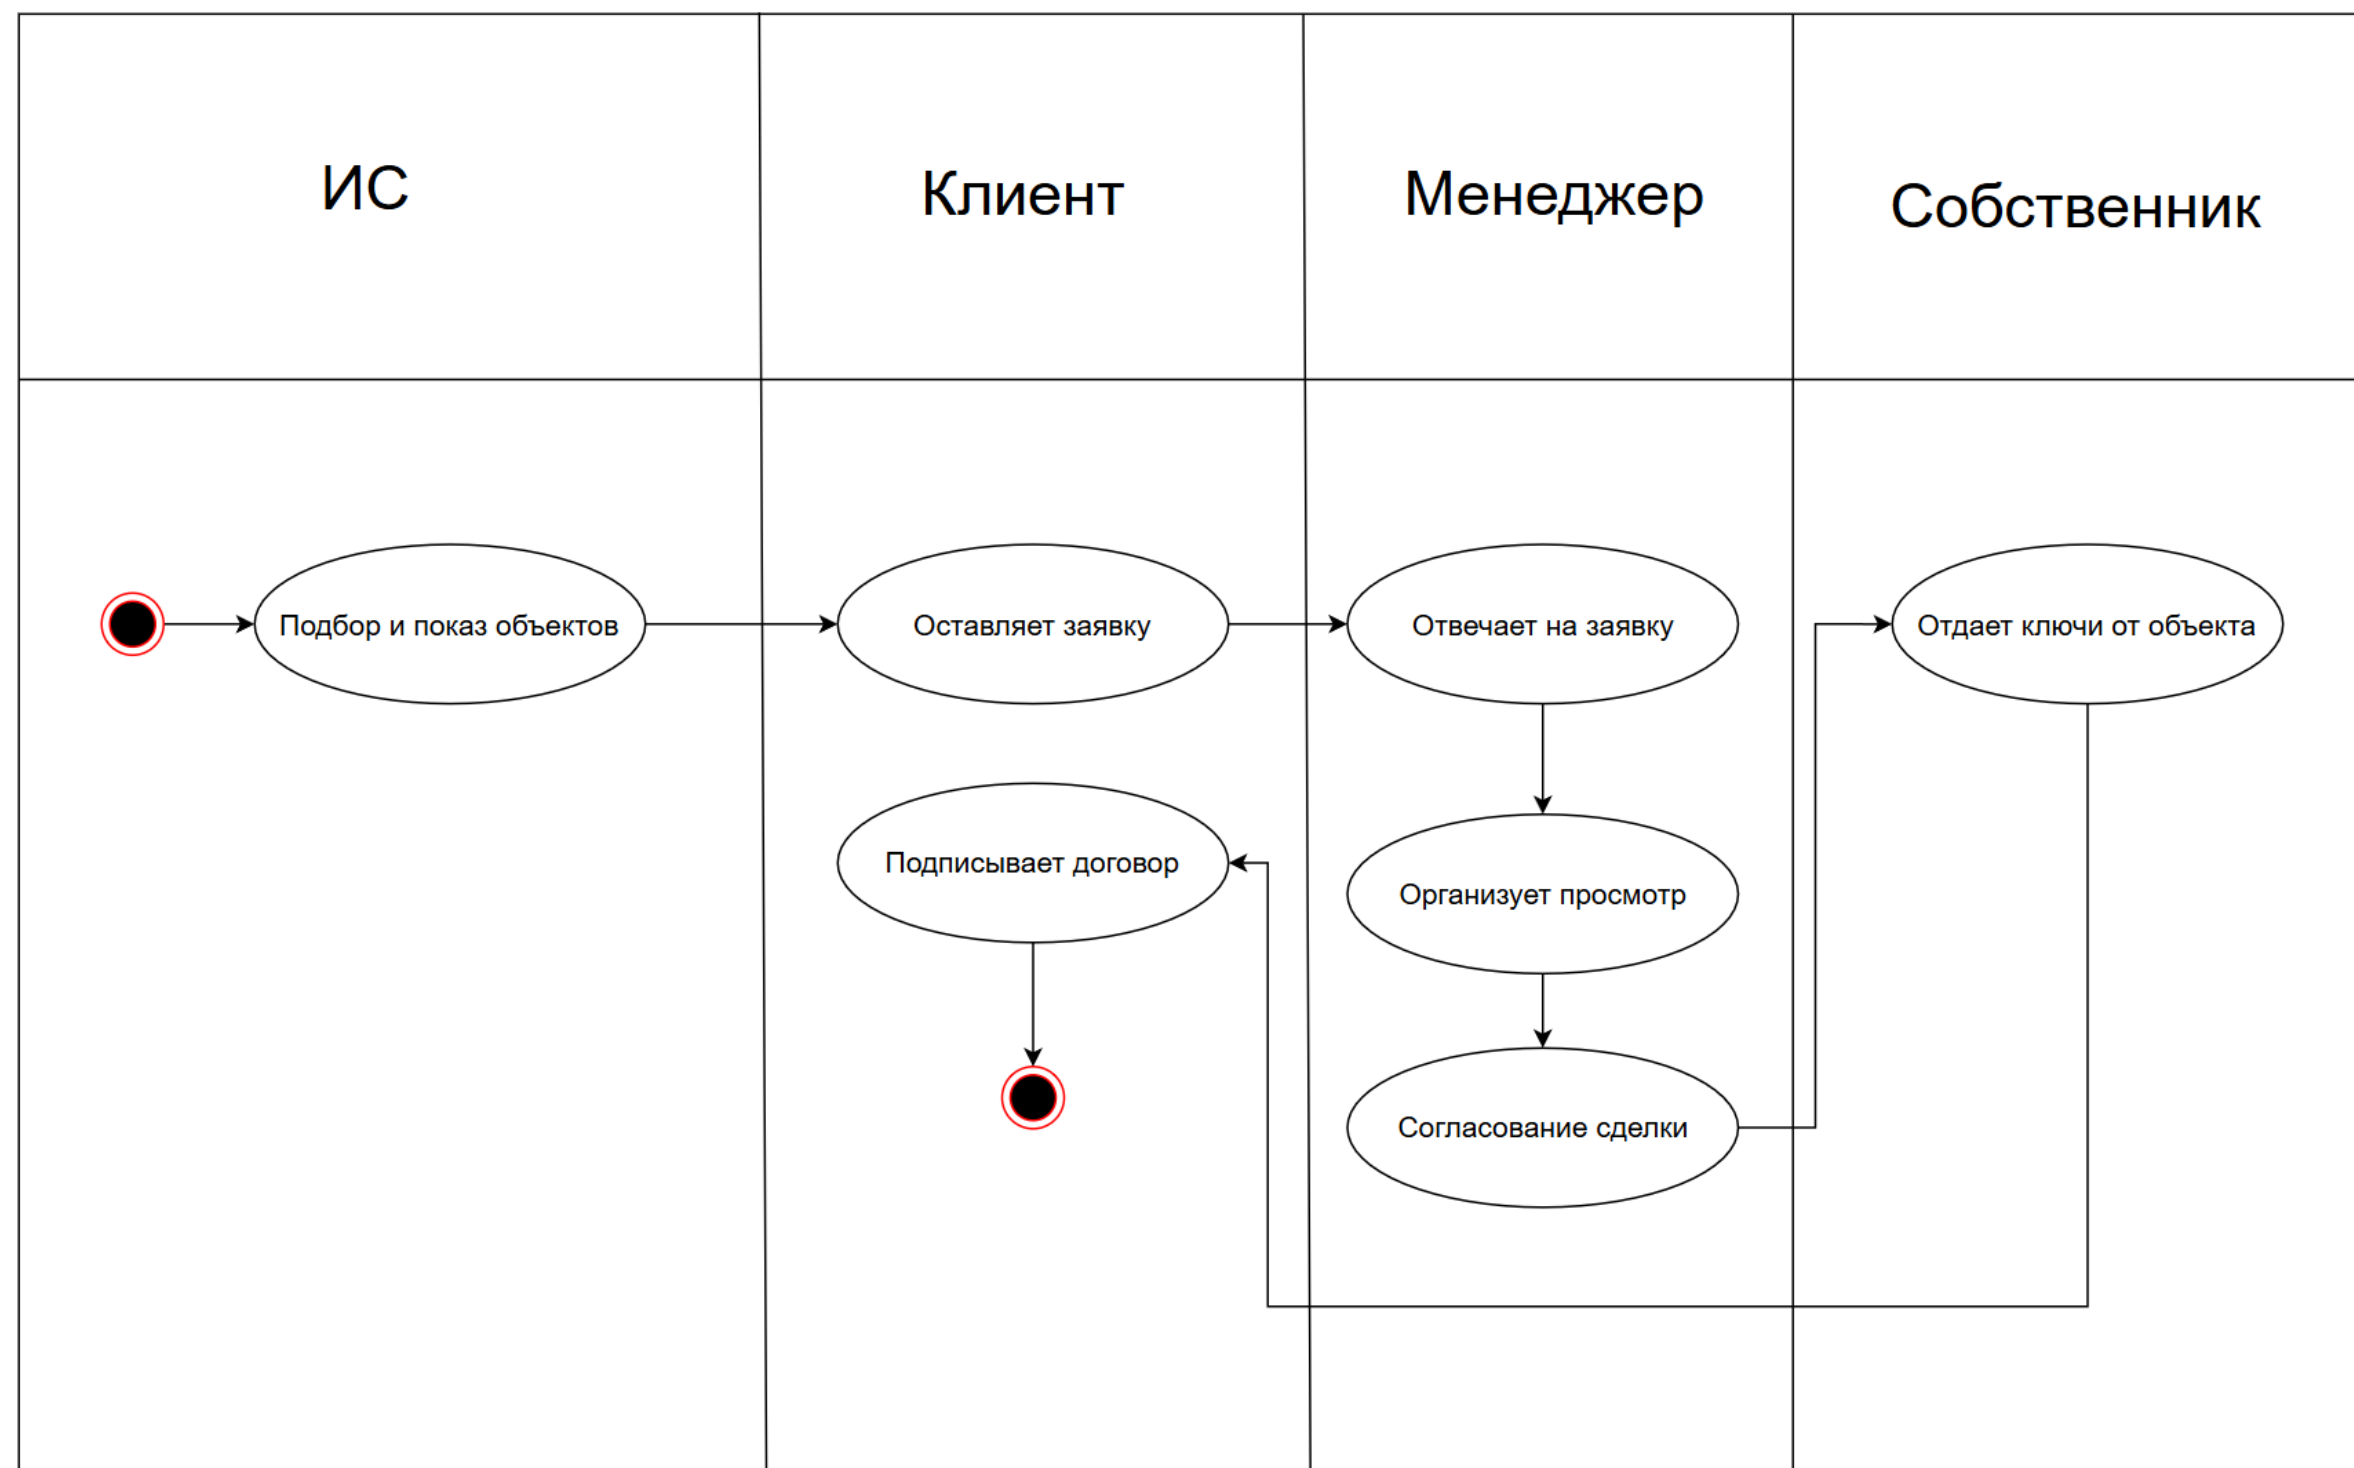 ИС
Клиент
Менеджер
Собственник
Подбор и показ объектов
Оставляет заявку
Отвечает на заявку
Отдает ключи от объекта
Подписывает договор
Организует просмотр
Согласование сделки